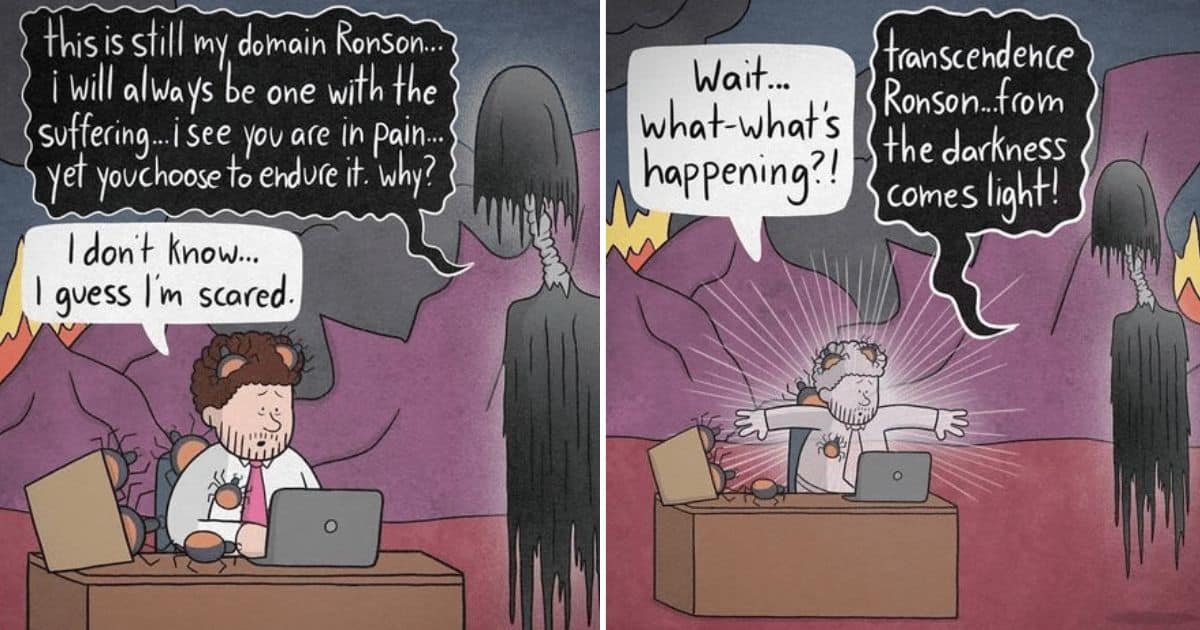 this is still my domain Ronson...
i will always be one with the
suffering...i see you are in pain...
yet you choose to endure it. why?
I don't know...
I guess I'm scared.
Wait...
what-what's
happening?!
transcendence
Ronson...from
the darkness
comes light!